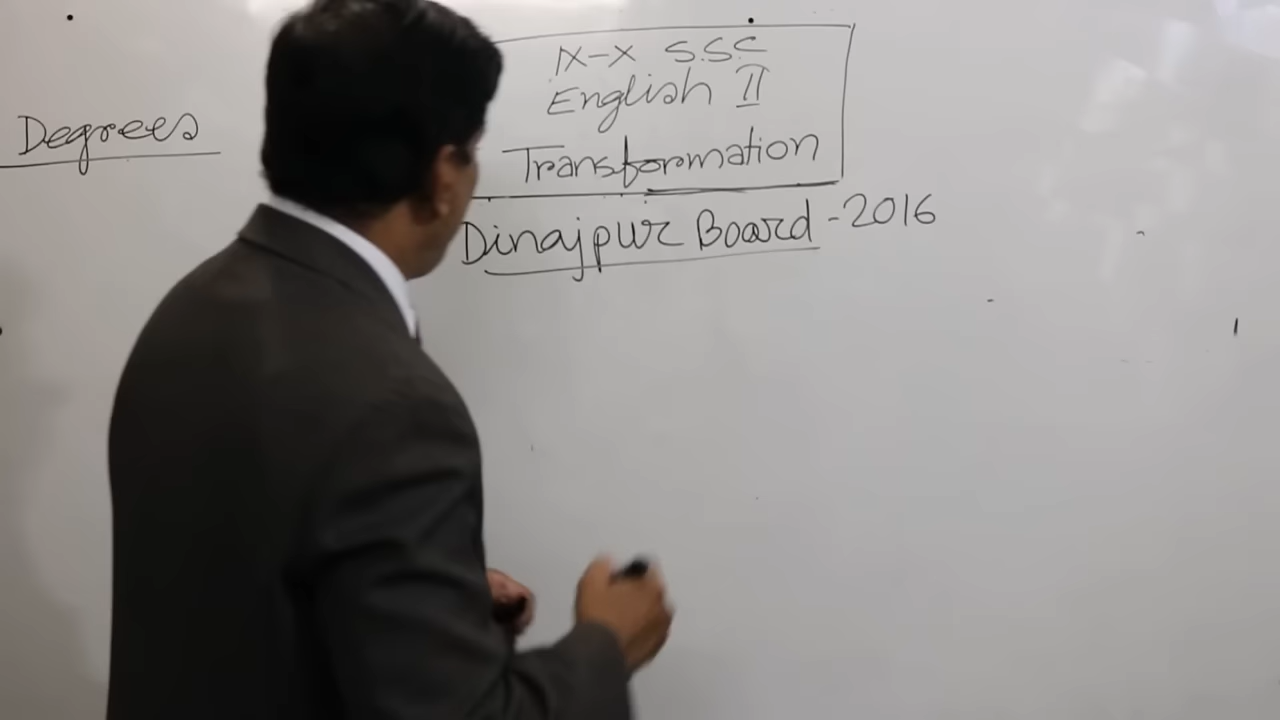 Degrees
IX-X S.S.C
English II
Transformation
Dinajpur Board - 2016